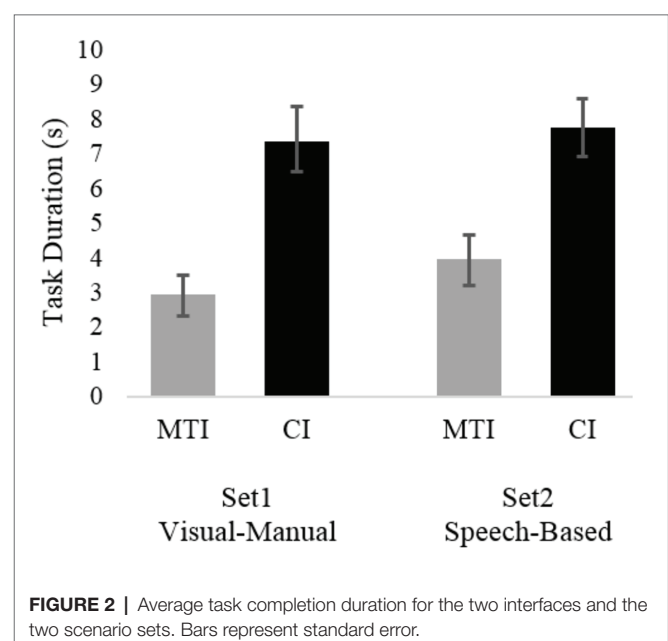 10
9
8
7
6
5
4
3
2
1
0
Task Duration (s)
MTI CI MTI CI
Set1 Set2
Visual-Manual Speech-Based
FIGURE 2 | Average task completion duration for the two interfaces and the
two scenario sets. Bars represent standard error.